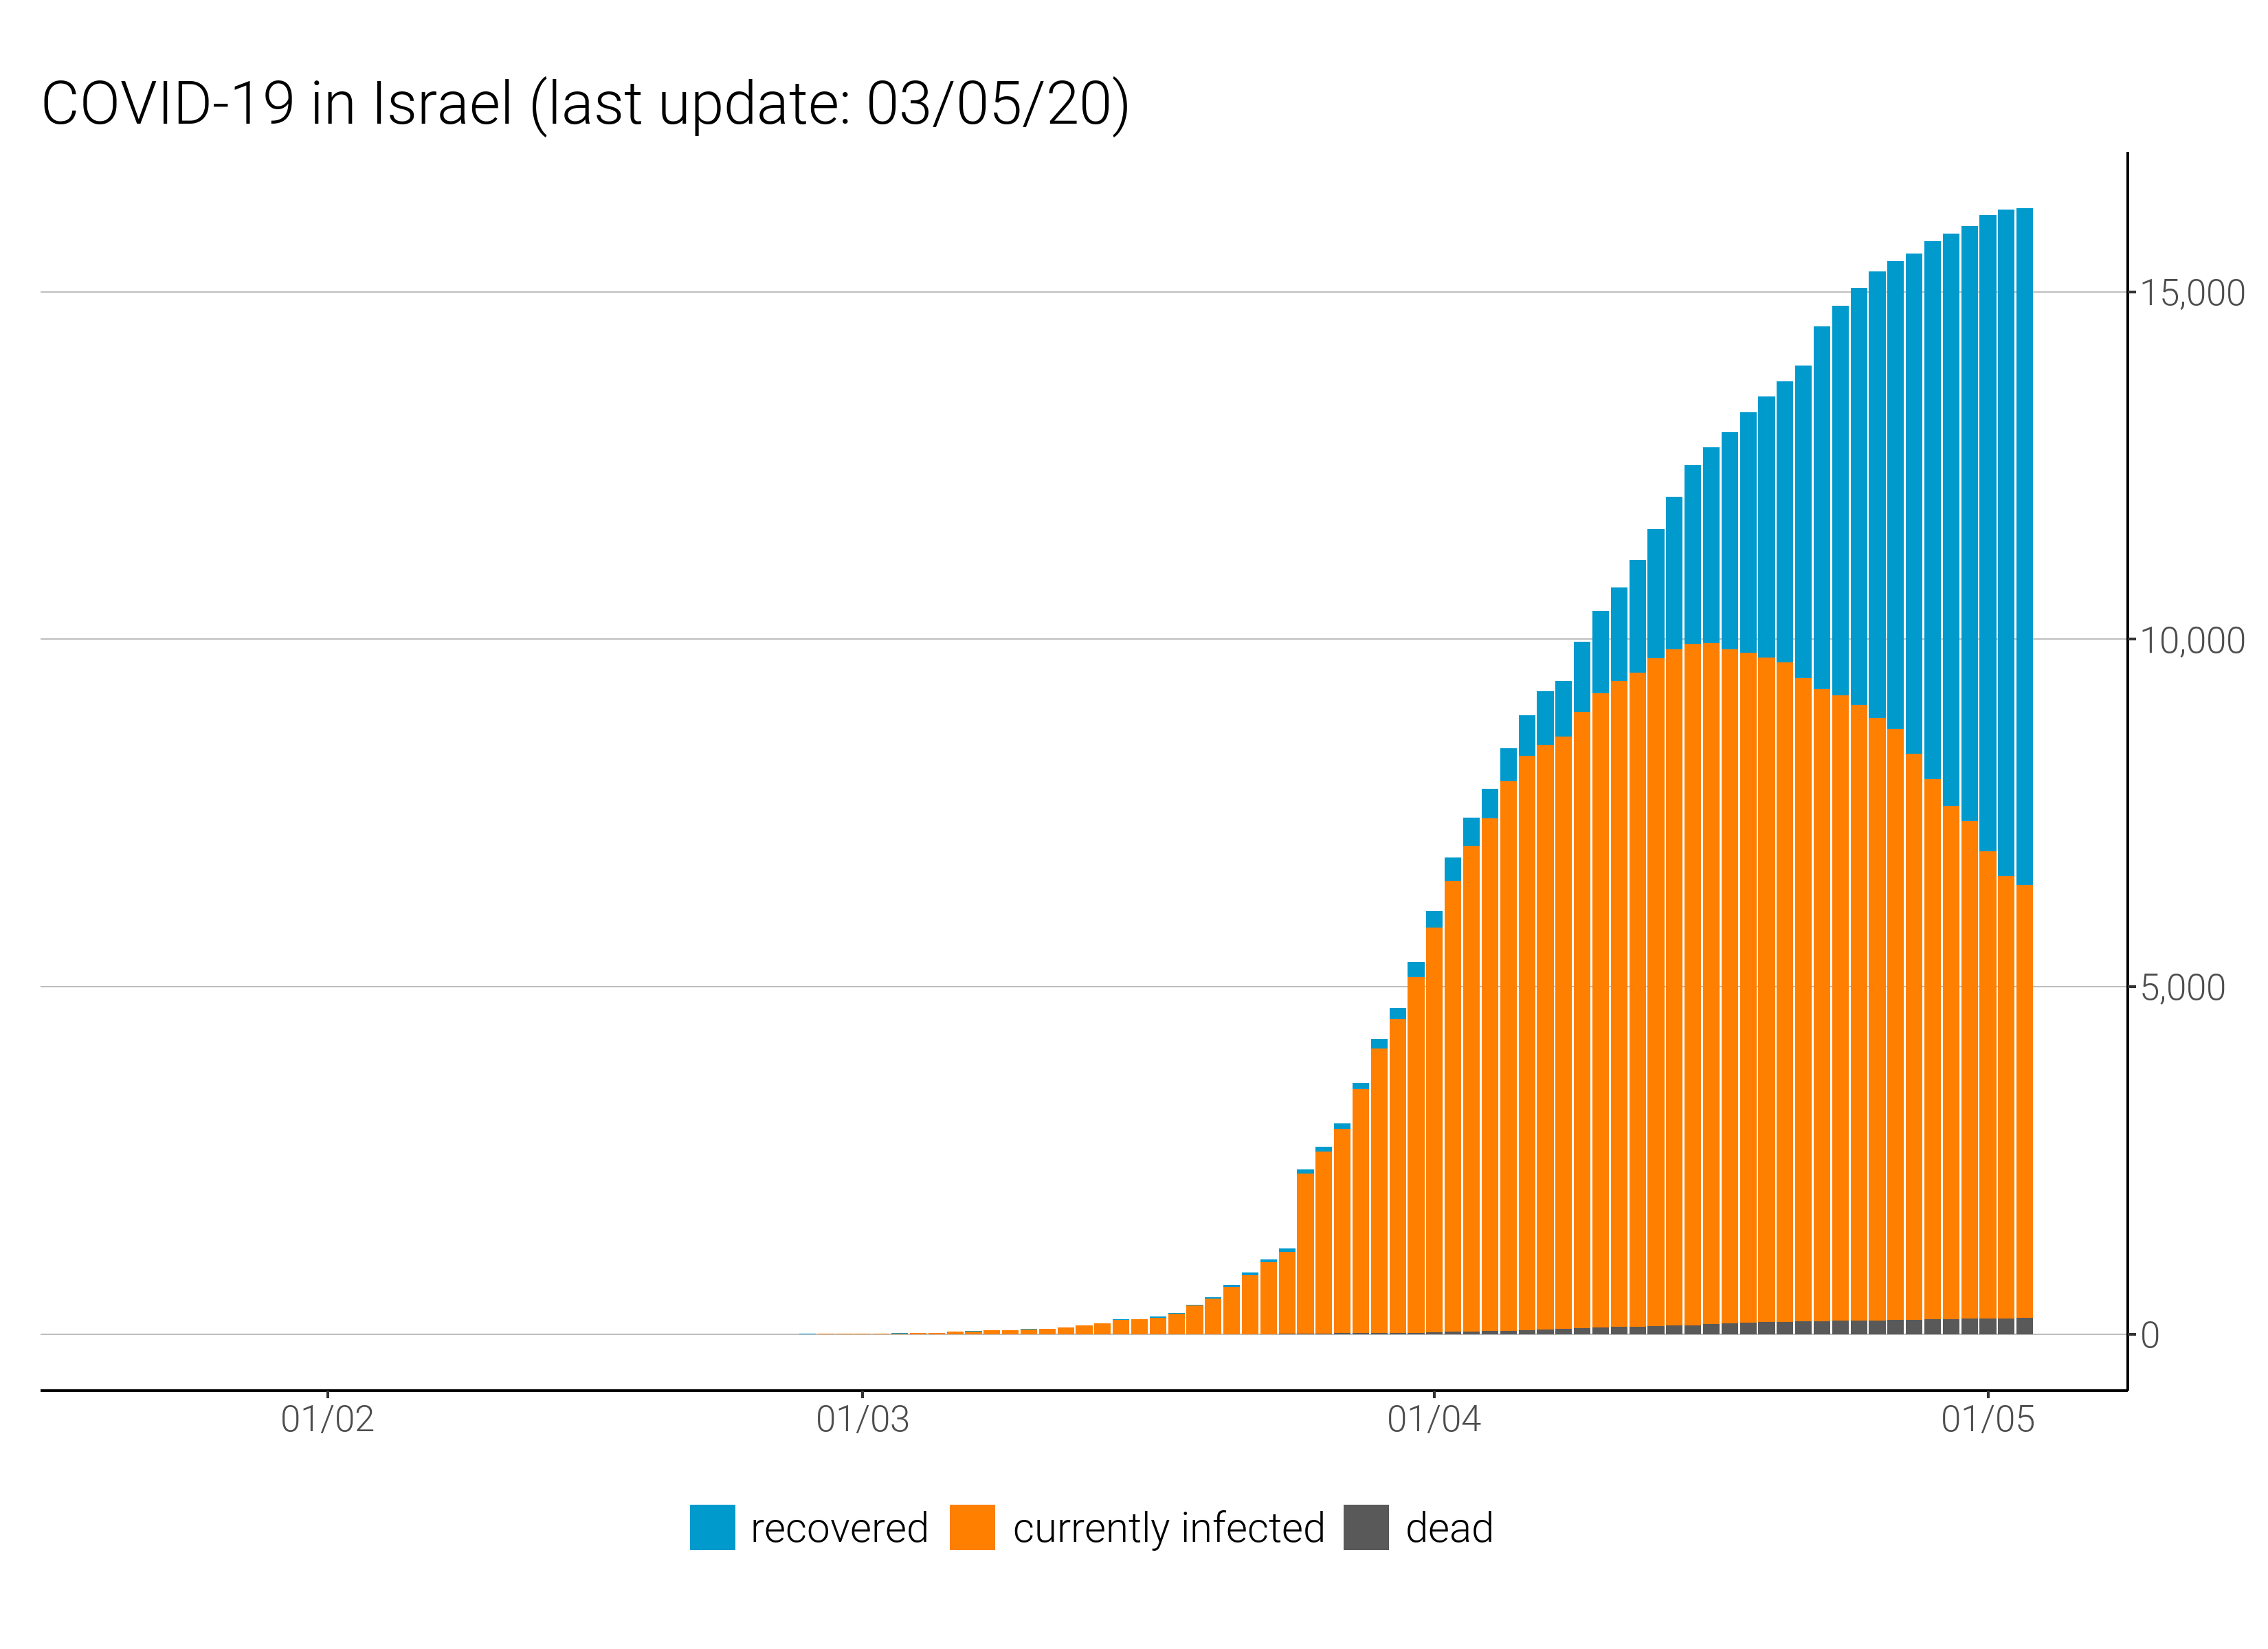 COVID-19 in Israel (last update: 03/05/20)
15,000
10,000
5,000
0
01/02 01/03 01/04 01/05
recovered currently infected dead